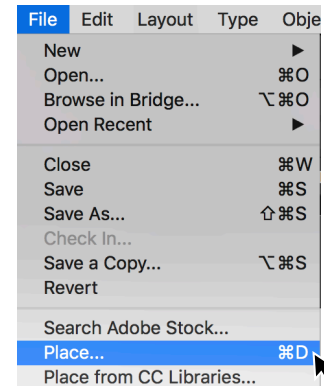 File Edit Layout Type Obje
New ▶
Open... ⌘O
Browse in Bridge... ⌥⌘O
Open Recent ▶
Close ⌘W
Save ⌘S
Save As... ⇧⌘S
Check In...
Save a Copy... ⌥⌘S
Revert
Search Adobe Stock...
Place... ⌘D
Place from CC Libraries...